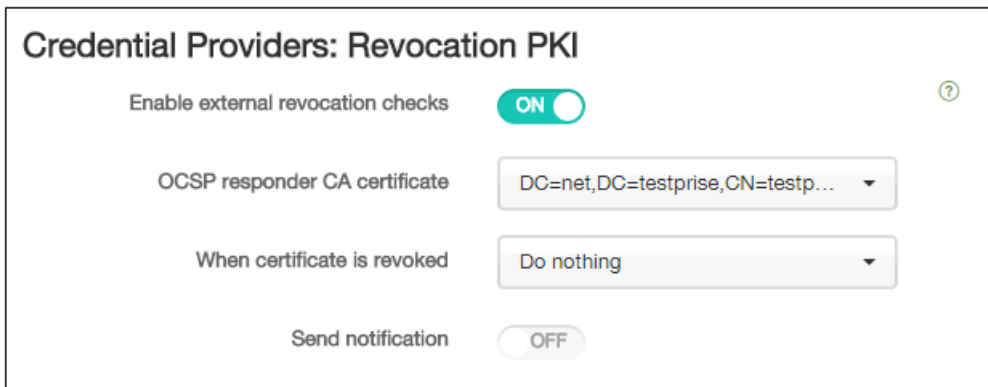 Credential Providers: Revocation PKI
Enable external revocation checks ON ?
OCSP responder CA certificate DC=net,DC=testprise,CN=testp...
When certificate is revoked Do nothing
Send notification OFF